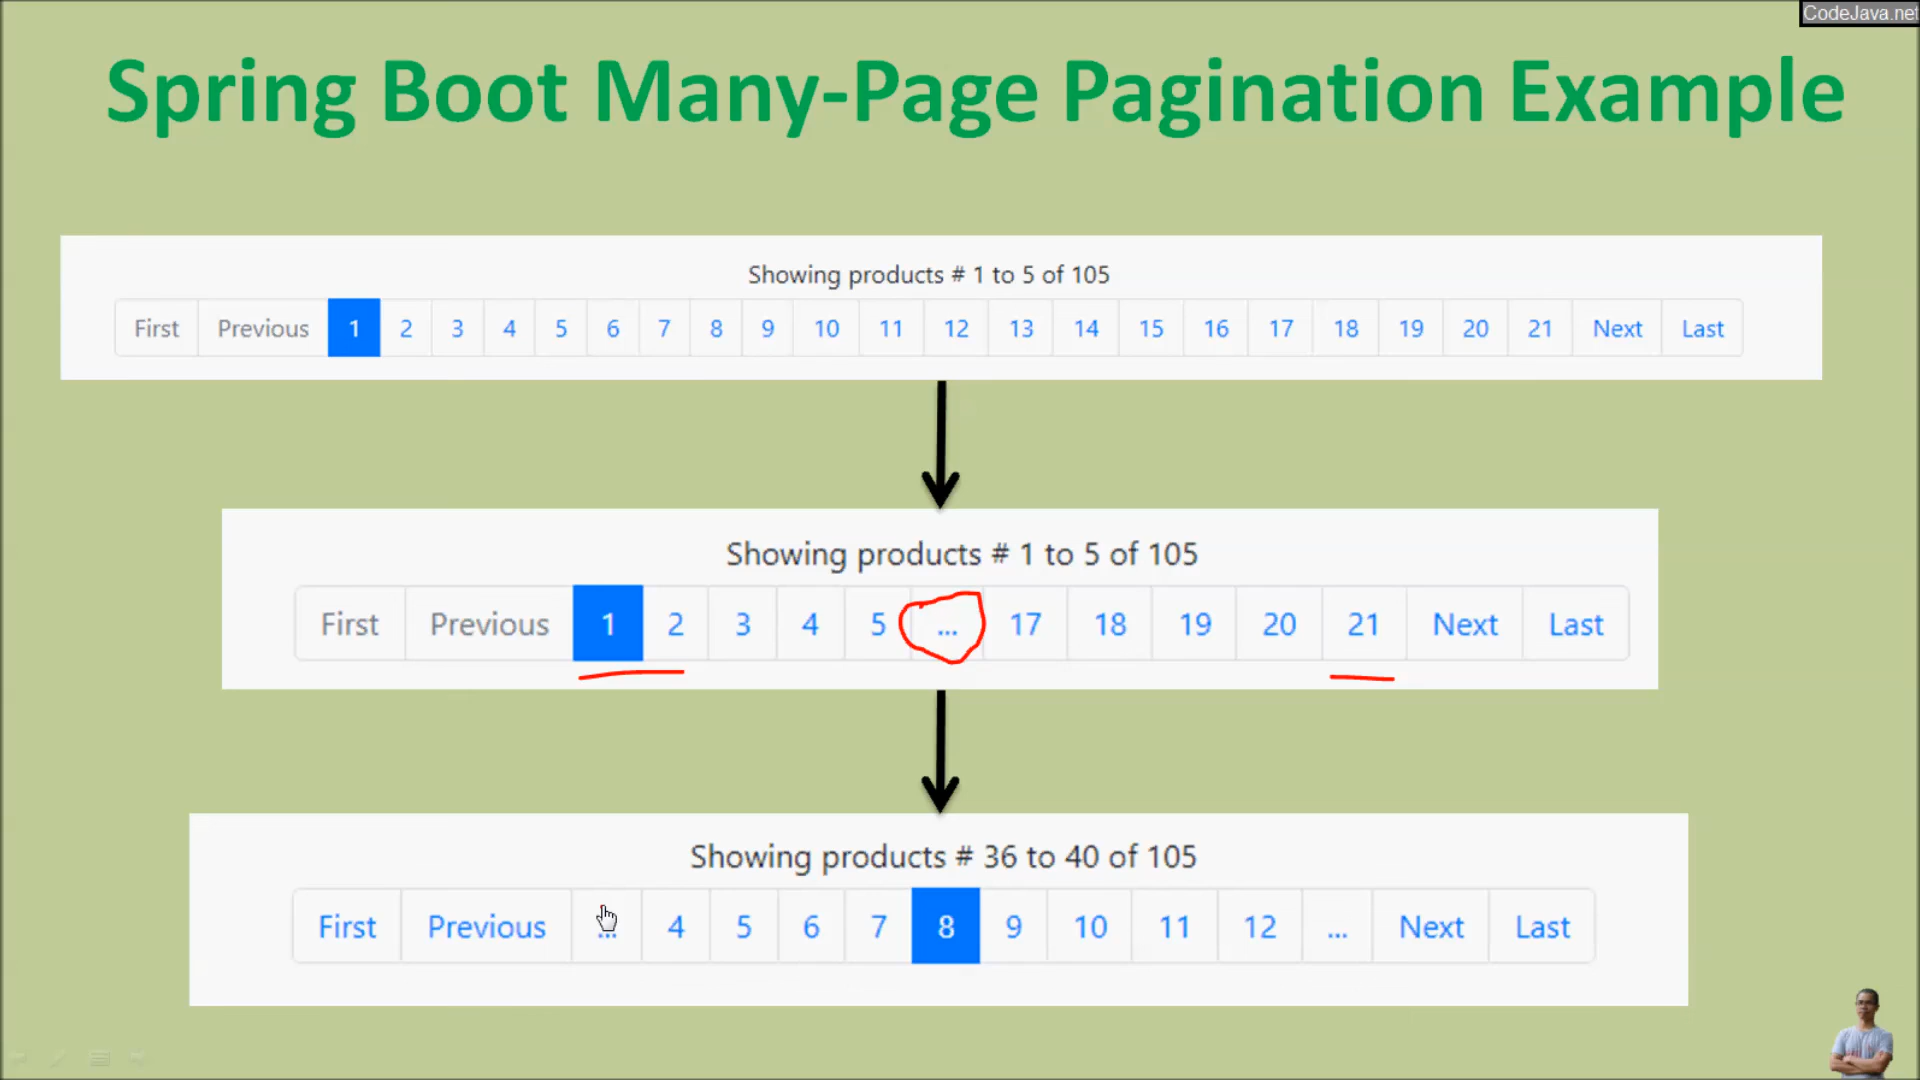 CodeJava.net
Spring Boot Many-Page Pagination Example
Showing products # 1 to 5 of 105
First Previous 1 2 3 4 5 6 7 8 9 10 11 12 13 14 15 16 17 18 19 20 21 Next Last
Showing products # 1 to 5 of 105
First Previous 1 2 3 4 5 ... 17 18 19 20 21 Next Last
Showing products # 36 to 40 of 105
First Previous ... 4 5 6 7 8 9 10 11 12 ... Next Last